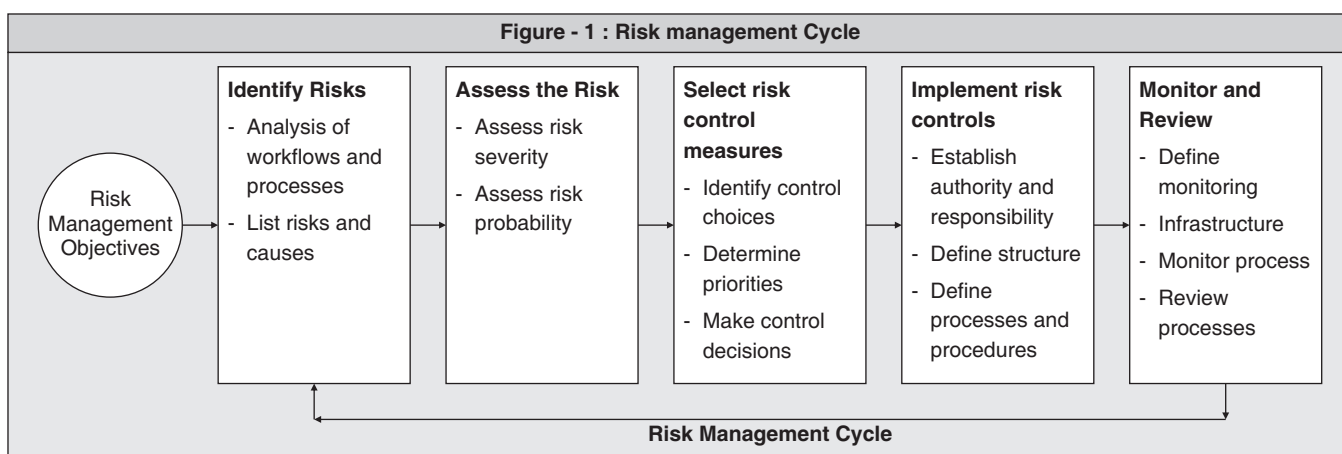 Figure - 1 : Risk management Cycle
Risk
Management
Objectives
Identify Risks
- Analysis of
workflows and
processes
- List risks and
causes
Assess the Risk
- Assess risk
severity
- Assess risk
probability
Select risk
control
measures
- Identify control
choices
- Determine
priorities
- Make control
decisions
Implement risk
controls
- Establish
authority and
responsibility
- Define structure
- Define
processes and
procedures
Monitor and
Review
- Define
monitoring
- Infrastructure
- Monitor process
- Review
processes
Risk Management Cycle